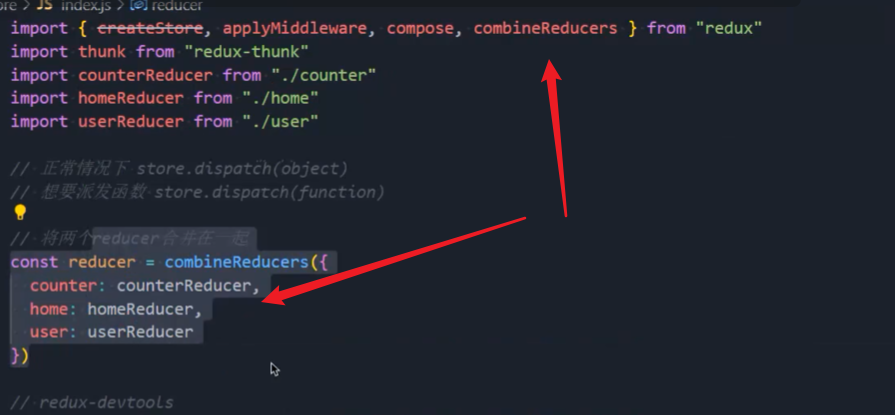 ore > JS index.js > reducer
import { createStore, applyMiddleware, compose, combineReducers } from "redux"
import thunk from "redux-thunk"
import counterReducer from "./counter"
import homeReducer from "./home"
import userReducer from "./user"
// 正常情况下 store.dispatch(object)
// 想要派发函数 store.dispatch(function)
// 将两个reducer合并在一起
const reducer = combineReducers({
counter: counterReducer,
home: homeReducer,
user: userReducer
})
// redux-devtools